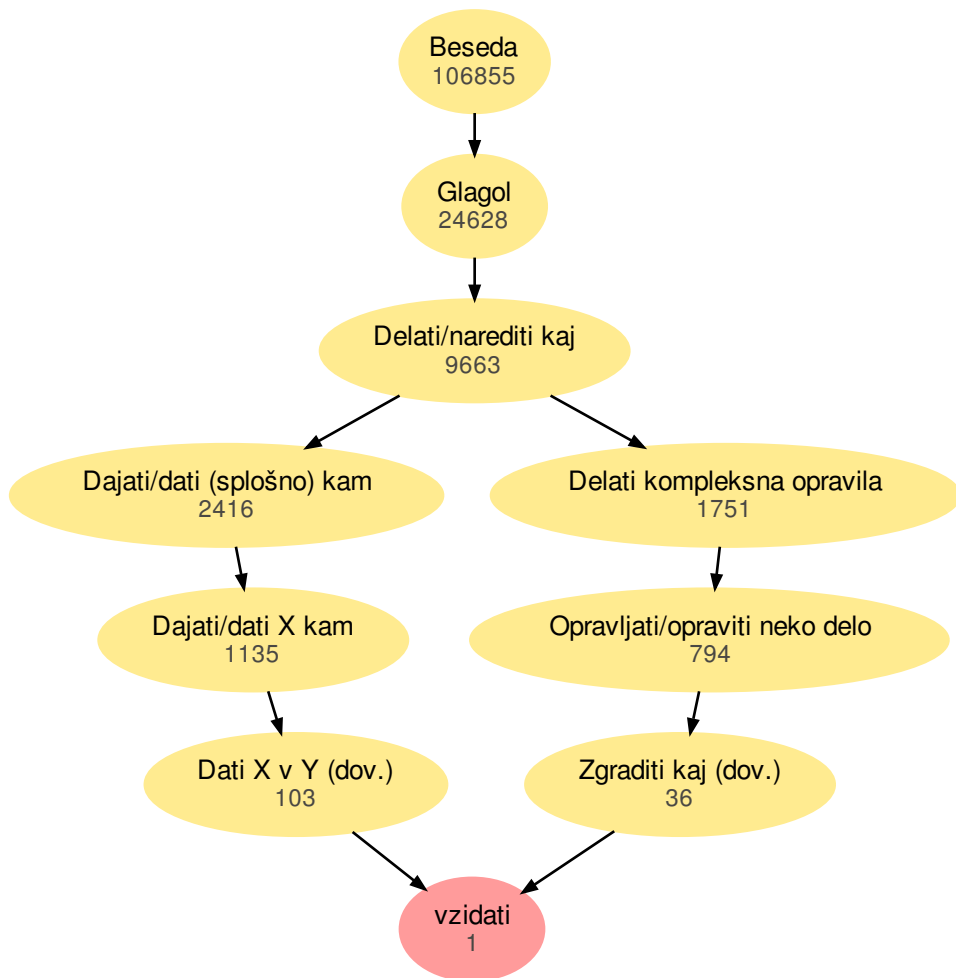 Beseda
106855
Glagol
24628
Delati/narediti kaj
9663
Dajati/dati (splošno) kam
2416
Delati kompleksna opravila
1751
Dajati/dati X kam
1135
Opravljati/opraviti neko delo
794
Dati X v Y (dov.)
103
Zgraditi kaj (dov.)
36
vzidati
1